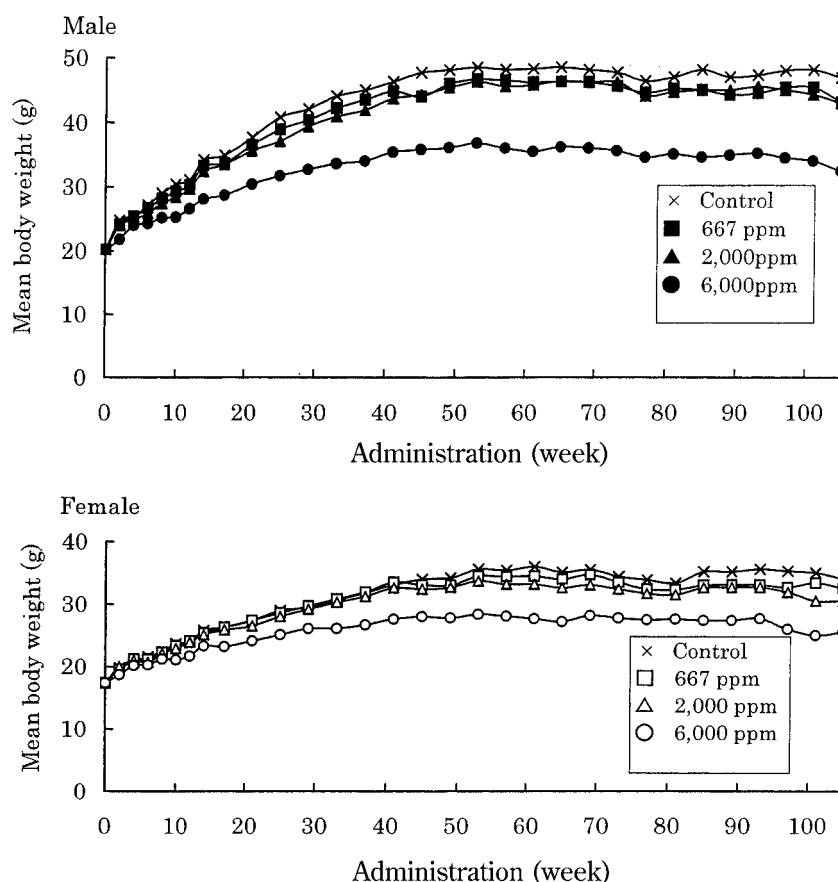 Male
50
40
30
20
10
0
Mean body weight (g)
Control
667 ppm
2,000ppm
6,000ppm
0 10 20 30 40 50 60 70 80 90 100
Administration (week)
Female
40
30
20
10
0
Mean body weight (g)
Control
667 ppm
2,000 ppm
6,000 ppm
0 10 20 30 40 50 60 70 80 90 100
Administration (week)